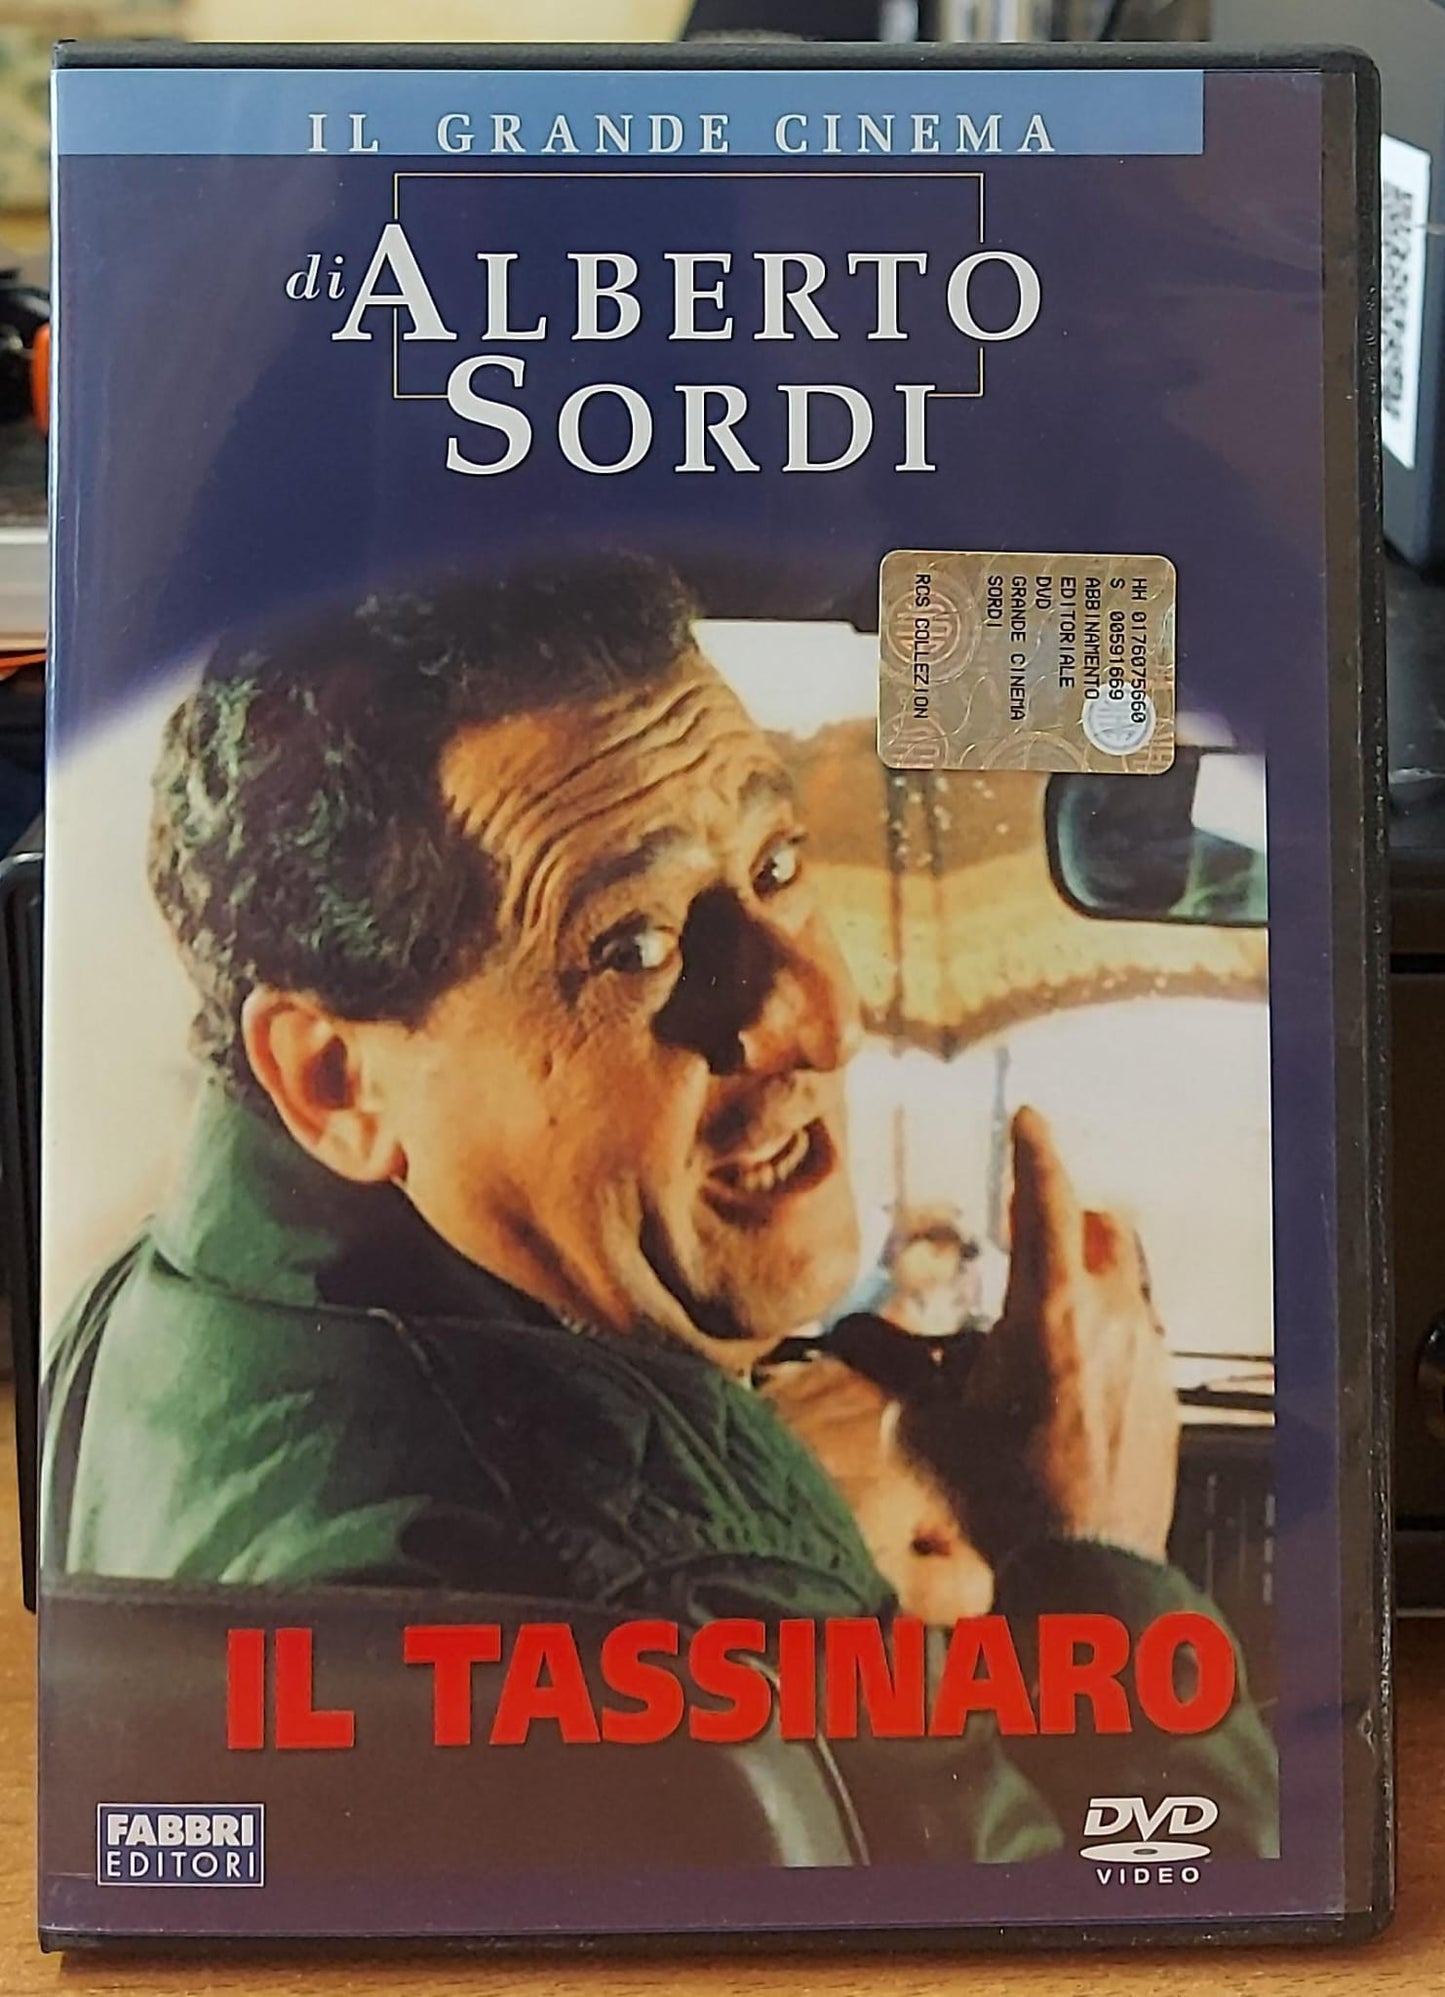 IL GRANDE CINEMA
di ALBERTO
SORDI
HH 0176075660
S 00591669
ABBINAMENTO
EDITORIALE
DVD
GRANDE CINEMA
SORDI
RCS COLLEZION
IL TASSINARO
FABBRI
EDITORI
DVD
VIDEO